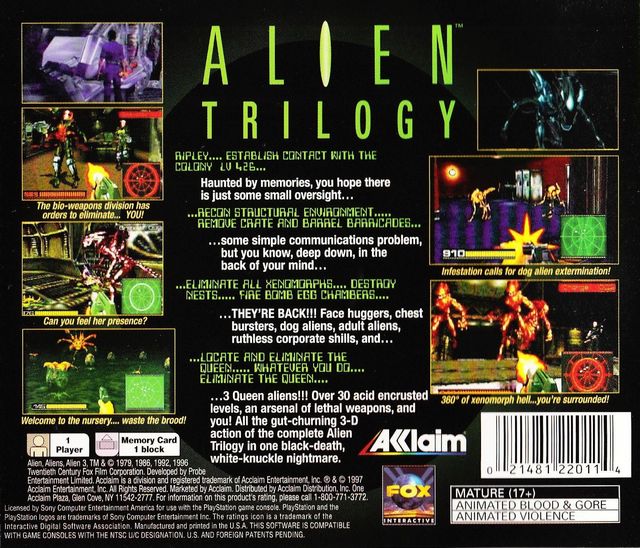 ALIEN™
TRILOGY
RIPLEY.... ESTABLISH CONTACT WITH THE
COLONY LV 426...
Haunted by memories, you hope there
is just some small oversight...
...RECON STRUCTURAL ENVIRONMENT.....
REMOVE CRATE AND BARREL BARRICADES...
...some simple communications problem,
but you know, deep down, in the
back of your mind...
...ELIMINATE ALL XENOMORPHS.... DESTROY
NESTS..... FIRE BOMB EGG CHAMBERS....
...THEY'RE BACK!!! Face huggers, chest
bursters, dog aliens, adult aliens,
ruthless corporate shills, and...
...LOCATE AND ELIMINATE THE
QUEEN..... WHATEVER YOU DO....
ELIMINATE THE QUEEN....
...3 Queen aliens!!! Over 30 acid encrusted
levels, an arsenal of lethal weapons, and
you! All the gut-churning 3-D
action of the complete Alien
Trilogy in one black-death,
white-knuckle nightmare.
The bio-weapons division has
orders to eliminate... YOU!
Can you feel her presence?
Welcome to the nursery.... waste the brood!
910
Infestation calls for dog alien extermination!
360° of xenomorph hell...you're surrounded!
1
Player
Memory Card
1 block
AKKlaim
FOX
INTERACTIVE
0 21481 22011 4
MATURE (17+)
ANIMATED BLOOD & GORE
ANIMATED VIOLENCE
Alien, Aliens, Alien 3, TM & © 1979, 1986, 1992, 1996
Twentieth Century Fox Film Corporation. Developed by Probe
Entertainment Limited. Acclaim is a division and registered trademark of Acclaim Entertainment, Inc. ® & © 1997
Acclaim Entertainment, Inc. All Rights Reserved. Marketed by Acclaim. Distributed by Acclaim Distribution, Inc. One
Acclaim Plaza, Glen Cove, NY 11542-2777. For information on this product's rating, please call 1-800-771-3772.
Licensed by Sony Computer Entertainment America for use with the PlayStation game console. PlayStation and the
PlayStation logos are trademarks of Sony Computer Entertainment Inc. The ratings icon is a trademark of the
Interactive Digital Software Association. Manufactured and printed in the U.S.A. THIS SOFTWARE IS COMPATIBLE
WITH GAME CONSOLES WITH THE NTSC U/C DESIGNATION. U.S. AND FOREIGN PATENTS PENDING.